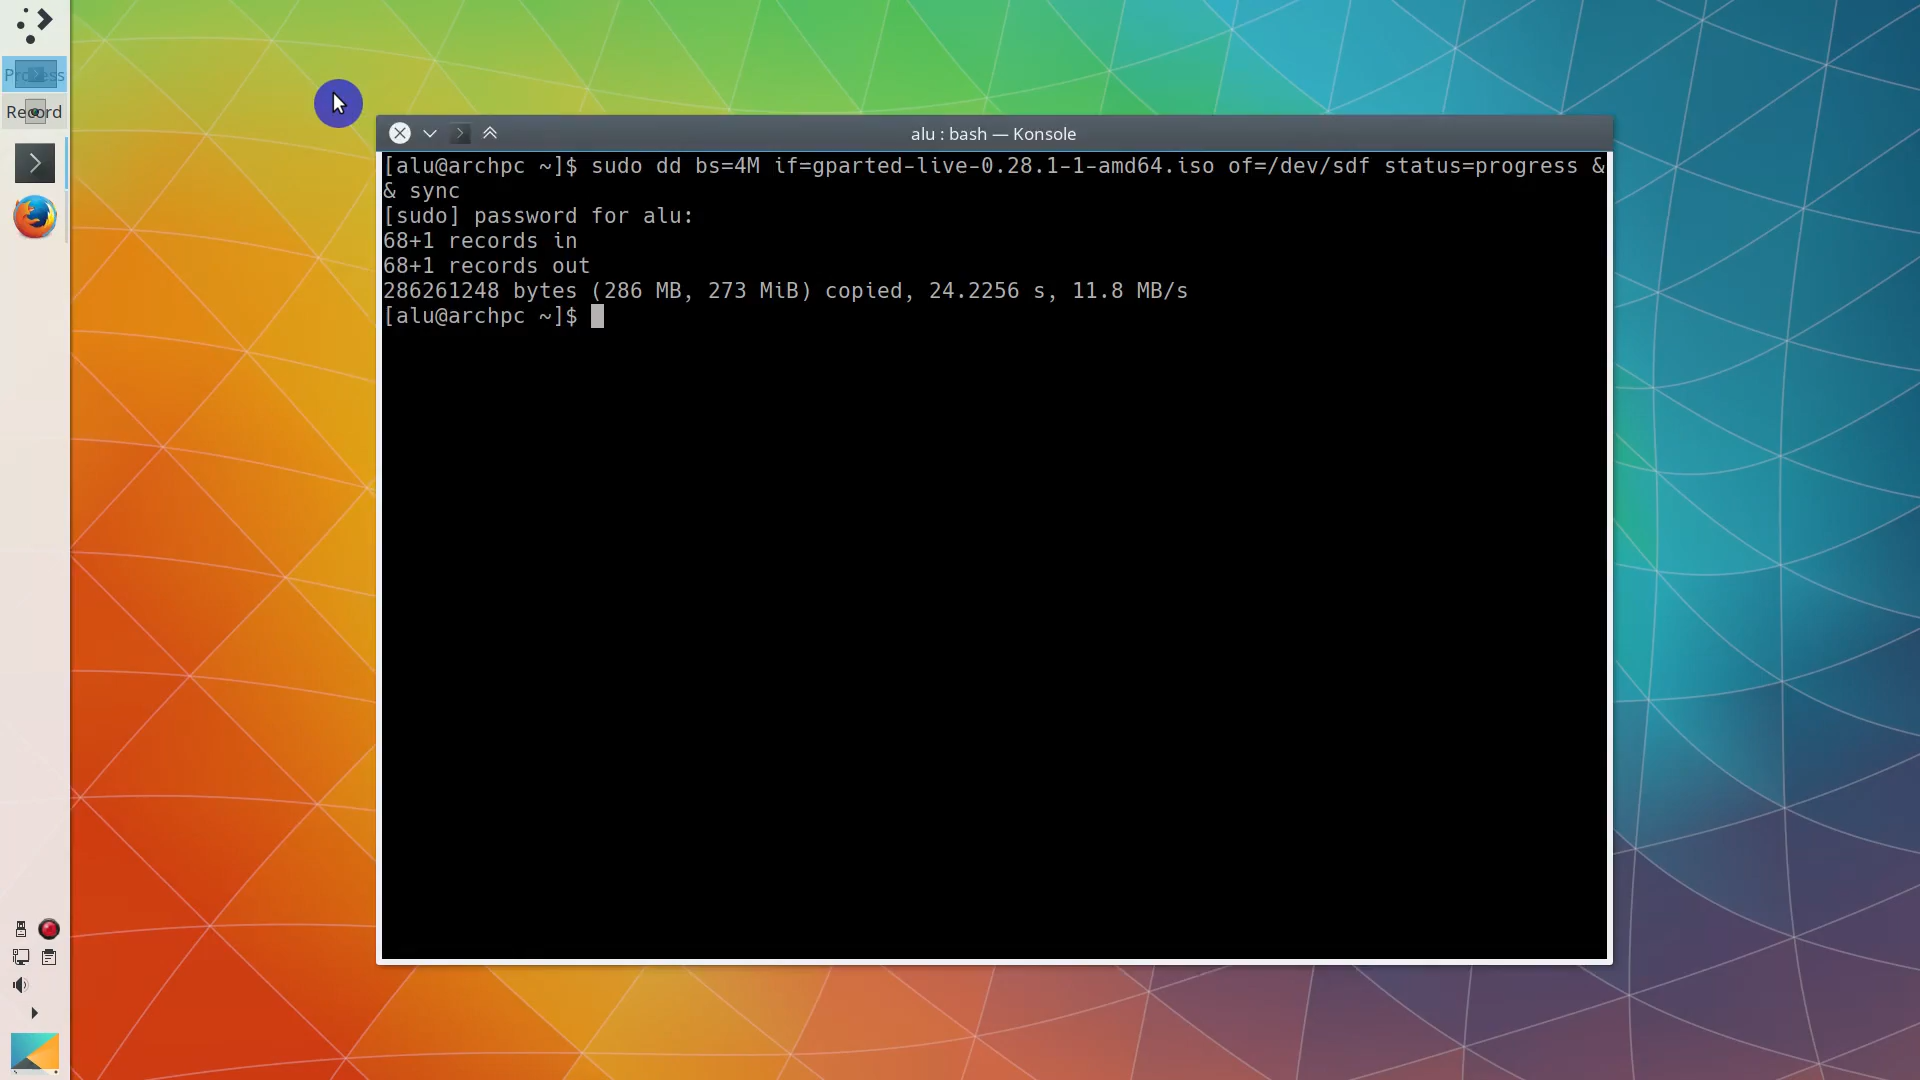 Process
Record
alu : bash — Konsole
[alu@archpc ~]$ sudo dd bs=4M if=gparted-live-0.28.1-1-amd64.iso of=/dev/sdf status=progress &
& sync
[sudo] password for alu:
68+1 records in
68+1 records out
286261248 bytes (286 MB, 273 MiB) copied, 24.2256 s, 11.8 MB/s
[alu@archpc ~]$